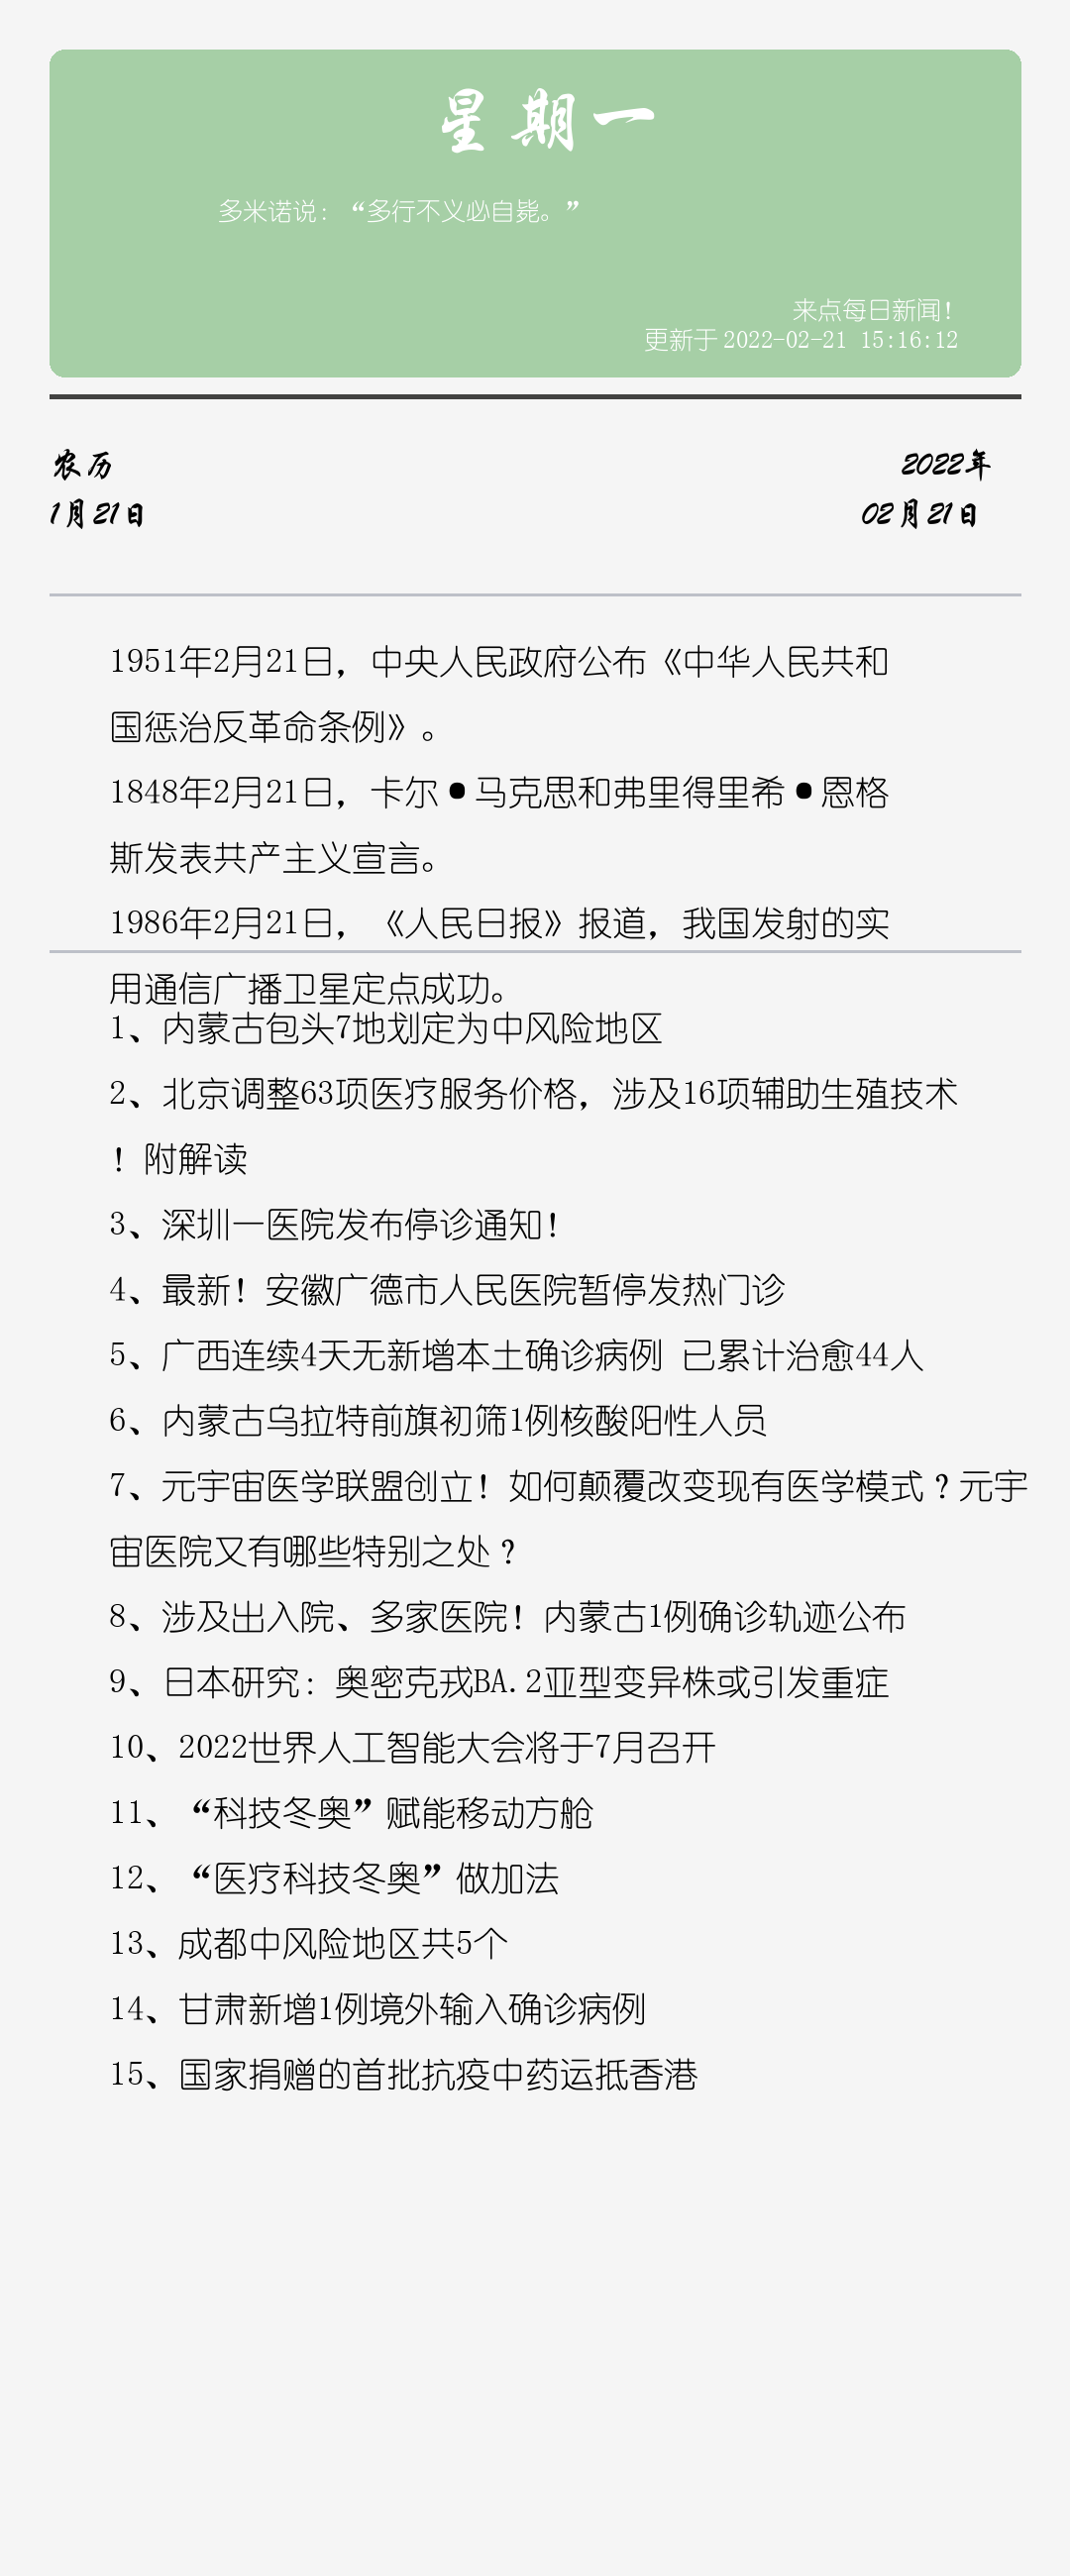 星期一
多米诺说：“多行不义必自毙。”
来点每日新闻！
更新于 2022-02-21 15:16:12
农历
2022年
1月21日
02月21日
1951年2月21日，中央人民政府公布《中华人民共和
国惩治反革命条例》。
1848年2月21日，卡尔•马克思和弗里得里希•恩格
斯发表共产主义宣言。
1986年2月21日，《人民日报》报道，我国发射的实
用通信广播卫星定点成功。
1、内蒙古包头7地划定为中风险地区
2、北京调整63项医疗服务价格，涉及16项辅助生殖技术
！附解读
3、深圳一医院发布停诊通知！
4、最新！安徽广德市人民医院暂停发热门诊
5、广西连续4天无新增本土确诊病例 已累计治愈44人
6、内蒙古乌拉特前旗初筛1例核酸阳性人员
7、元宇宙医学联盟创立！如何颠覆改变现有医学模式？元宇
宙医院又有哪些特别之处？
8、涉及出入院、多家医院！内蒙古1例确诊轨迹公布
9、日本研究：奥密克戎BA.2亚型变异株或引发重症
10、2022世界人工智能大会将于7月召开
11、“科技冬奥”赋能移动方舱
12、“医疗科技冬奥”做加法
13、成都中风险地区共5个
14、甘肃新增1例境外输入确诊病例
15、国家捐赠的首批抗疫中药运抵香港